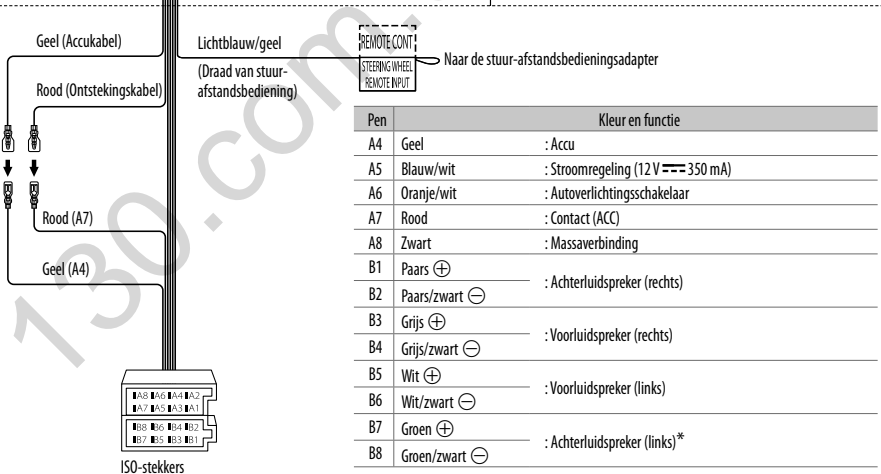 Geel (Accukabel)
Lichtblauw/geel
(Draad van stuur-
afstandsbediening)
REMOTE CONT
STEERING WHEEL
REMOTE INPUT
Naar de stuur-afstandsbedieningsadapter
Rood (Ontstekingskabel)
Rood (A7)
Geel (A4)
A8 A6 A4 A2
A7 A5 A3 A1
B8 B6 B4 B2
B7 B5 B3 B1
ISO-stekkers
Pen Kleur en functie
A4 Geel : Accu
A5 Blauw/wit : Stroomregeling (12 V ⎓ 350 mA)
A6 Oranje/wit : Autoverlichtingsschakelaar
A7 Rood : Contact (ACC)
A8 Zwart : Massaverbinding
B1 Paars ⊕
: Achterluidspreker (rechts)
B2 Paars/zwart ⊖
B3 Grijs ⊕
: Voorluidspreker (rechts)
B4 Grijs/zwart ⊖
B5 Wit ⊕
: Voorluidspreker (links)
B6 Wit/zwart ⊖
B7 Groen ⊕
: Achterluidspreker (links)*
B8 Groen/zwart ⊖
130.com.